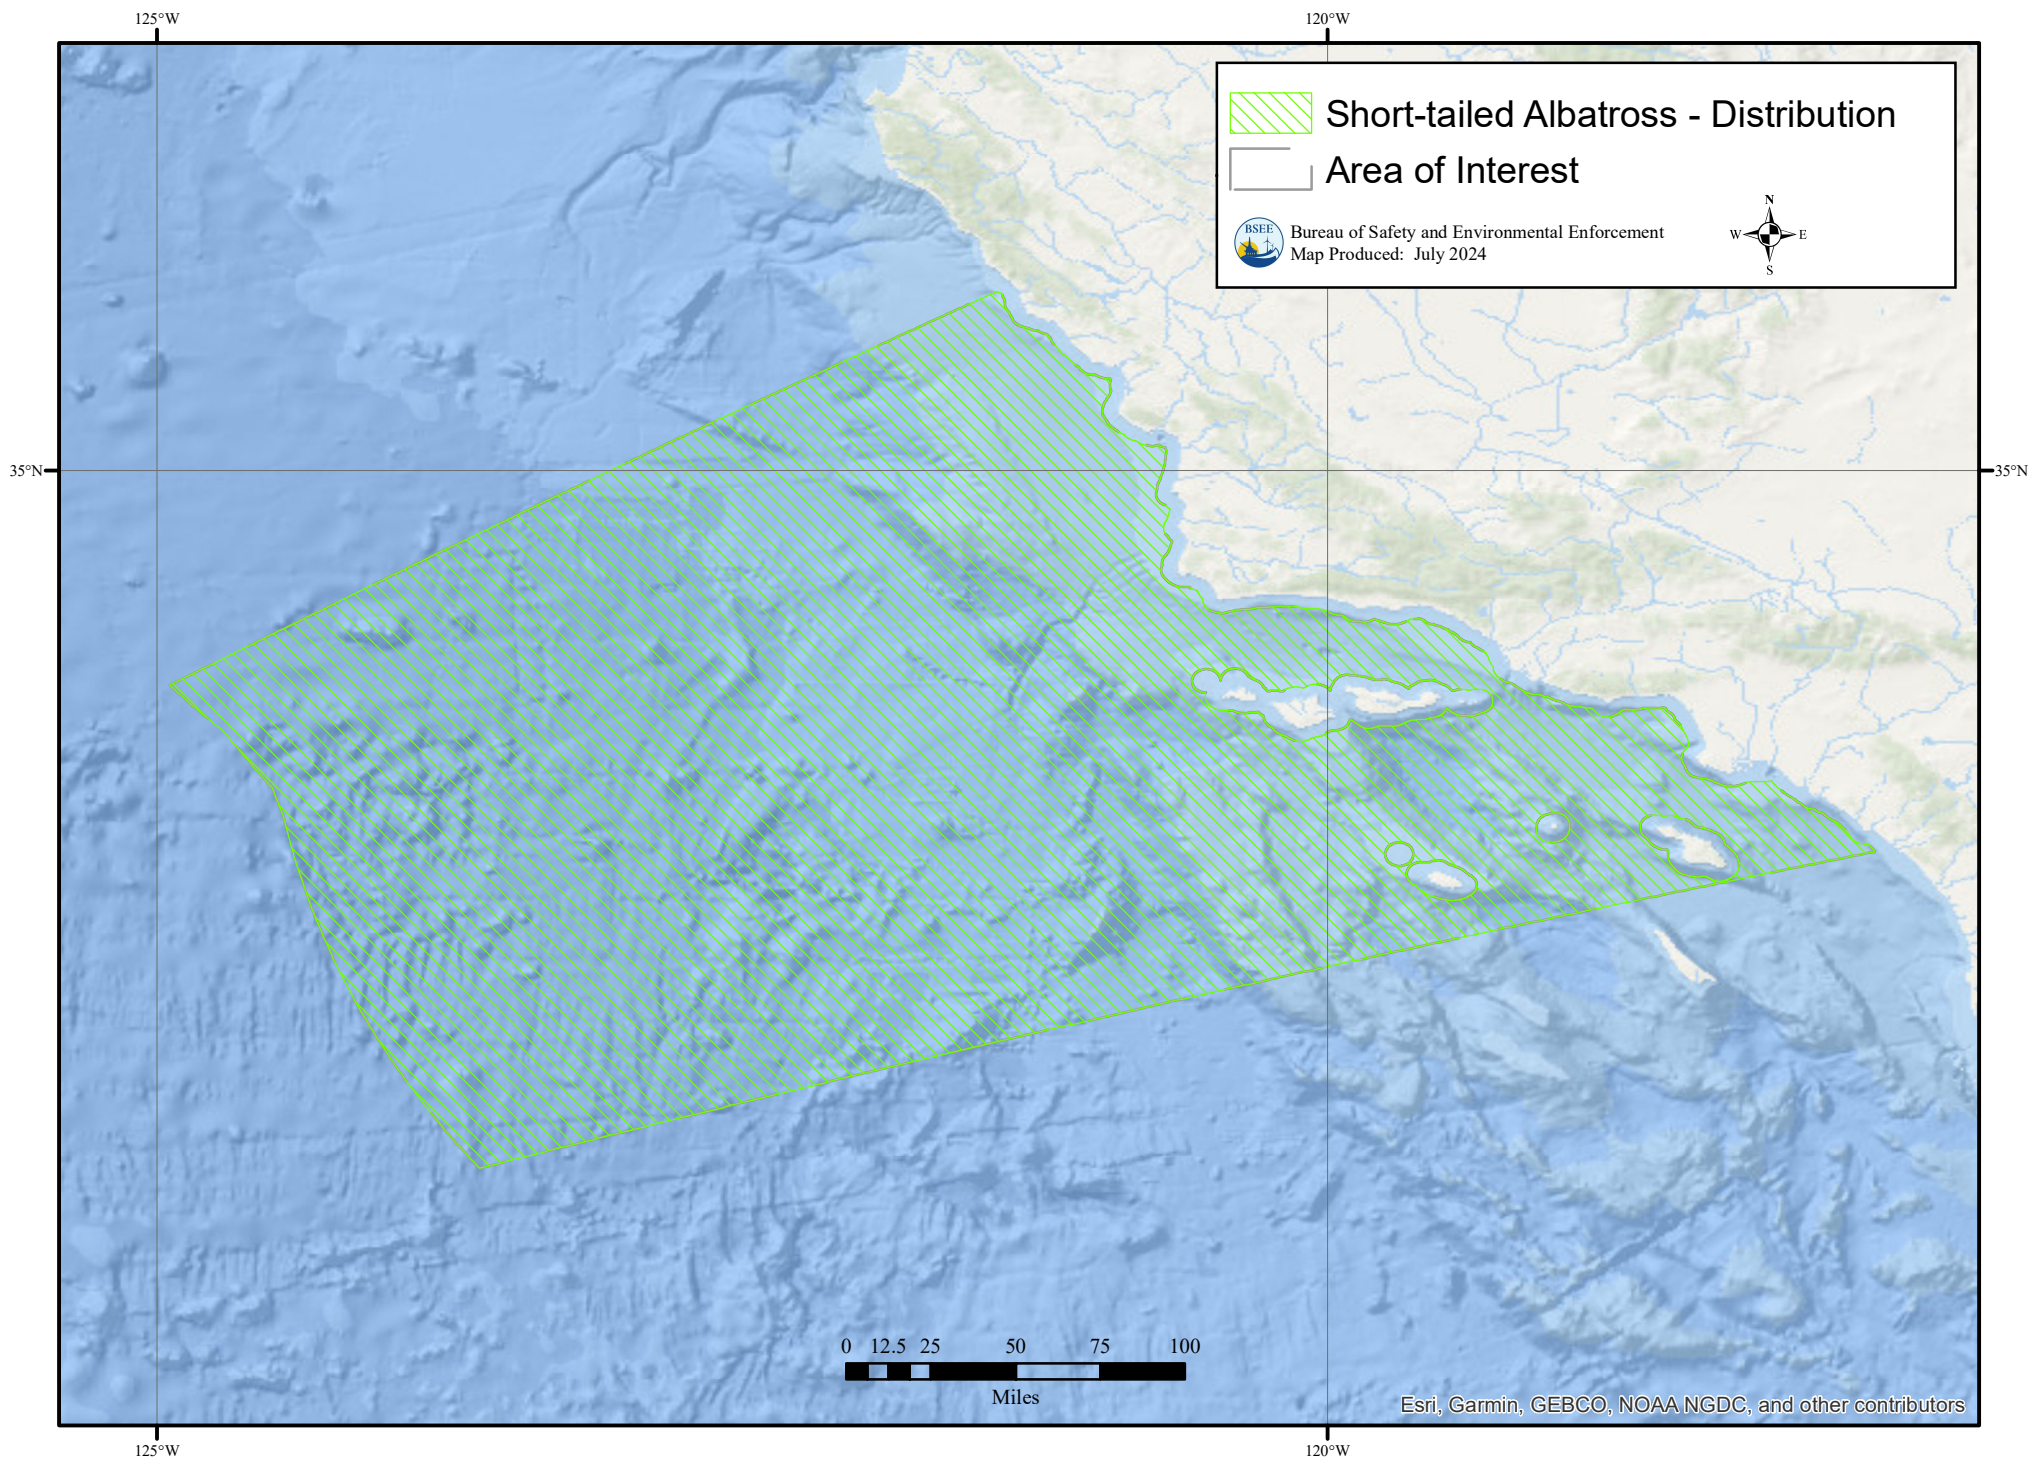 125°W
120°W
Short-tailed Albatross - Distribution
Area of Interest
BSEE
Bureau of Safety and Environmental Enforcement
Map Produced: July 2024
N
W
E
S
35°N
35°N
0 12.5 25 50 75 100
Miles
Esri, Garmin, GEBCO, NOAA NGDC, and other contributors
125°W
120°W